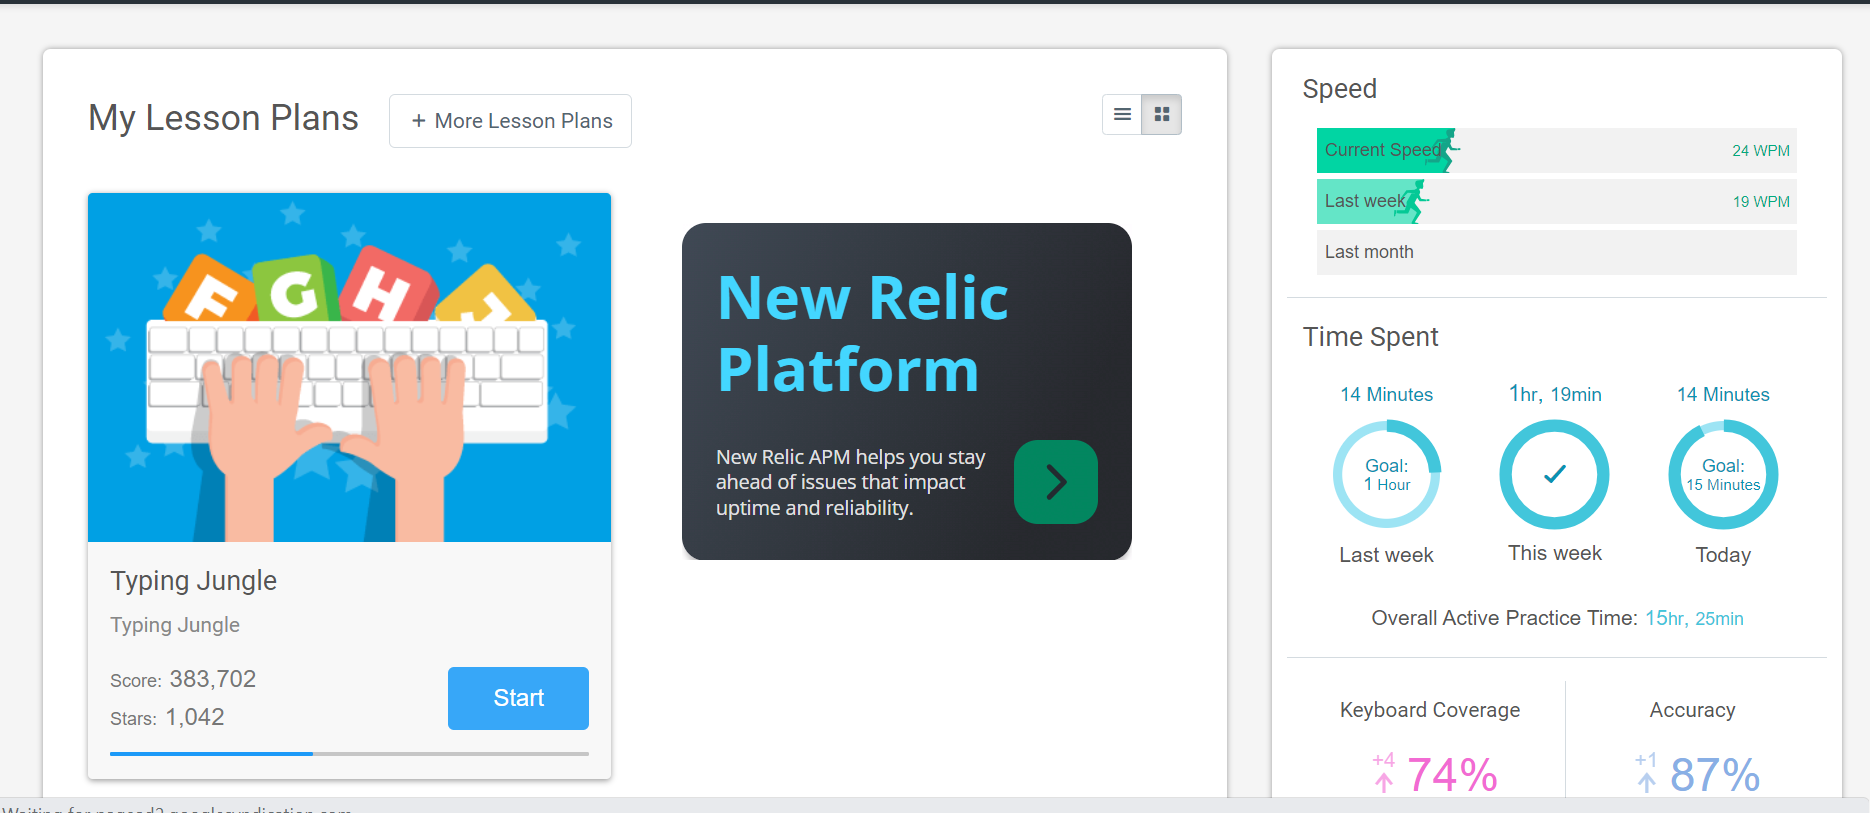 My Lesson Plans
+ More Lesson Plans
F G H J
New Relic
Platform
New Relic APM helps you stay
ahead of issues that impact
uptime and reliability.
Typing Jungle
Typing Jungle
Score: 383,702
Stars: 1,042
Start
Speed
Current Speed 24 WPM
Last week 19 WPM
Last month
Time Spent
14 Minutes
Goal:
1 Hour
Last week
1hr, 19min
This week
14 Minutes
Goal:
15 Minutes
Today
Overall Active Practice Time: 15hr, 25min
Keyboard Coverage
+4 74%
Accuracy
+1 87%